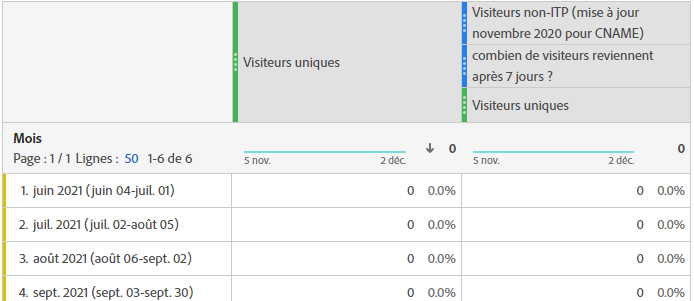 Visiteurs uniques
Visiteurs non-ITP (mise à jour
novembre 2020 pour CNAME)
combien de visiteurs reviennent
après 7 jours ?
Visiteurs uniques
Mois
Page : 1 / 1 Lignes : 50 1-6 de 6
5 nov. 2 déc. 0
5 nov. 2 déc. 0
1. juin 2021 (juin 04-juil. 01) 0 0.0% 0 0.0%
2. juil. 2021 (juil. 02-août 05) 0 0.0% 0 0.0%
3. août 2021 (août 06-sept. 02) 0 0.0% 0 0.0%
4. sept. 2021 (sept. 03-sept. 30) 0 0.0% 0 0.0%